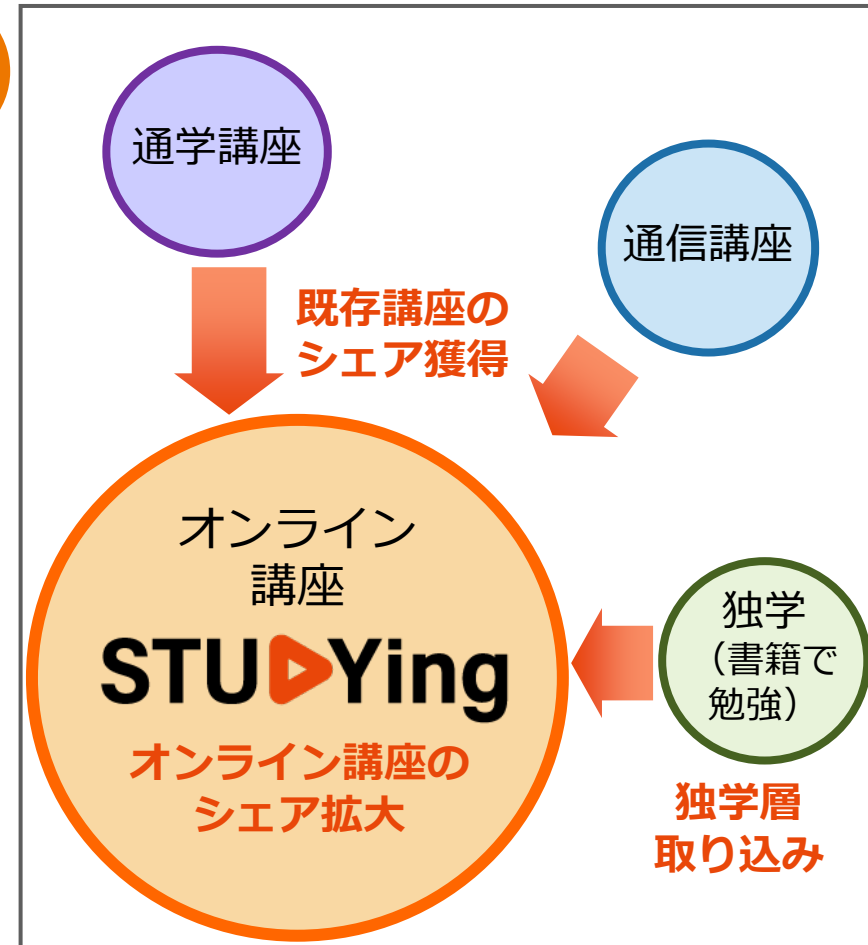 通学講座
通信講座
既存講座の
シェア獲得
オンライン
講座
STUDYing
オンライン講座の
シェア拡大
独学
（書籍で
勉強）
独学層
取り込み